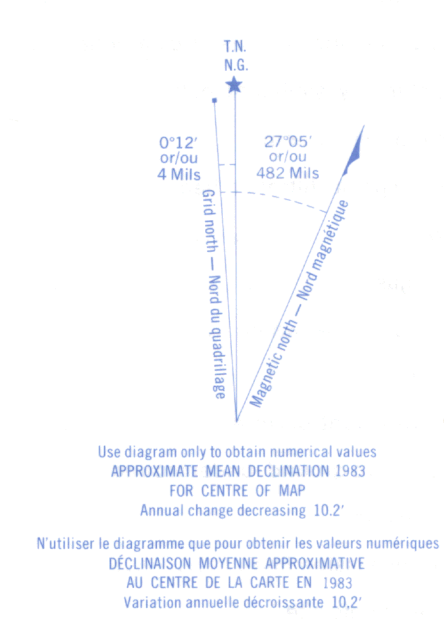 T.N.
N.G.
0°12′
or/ou
4 Mils
27°05′
or/ou
482 Mils
Grid north — Nord du quadrillage
Magnetic north — Nord magnétique
Use diagram only to obtain numerical values
APPROXIMATE MEAN DECLINATION 1983
FOR CENTRE OF MAP
Annual change decreasing 10.2′
N'utiliser le diagramme que pour obtenir les valeurs numériques
DÉCLINAISON MOYENNE APPROXIMATIVE
AU CENTRE DE LA CARTE EN 1983
Variation annuelle décroissante 10,2′